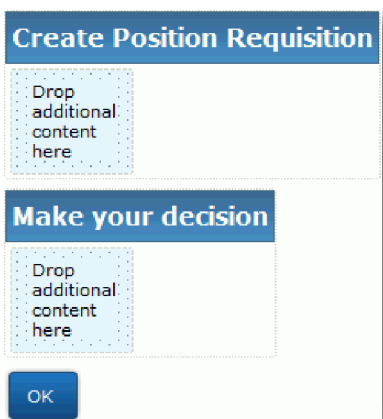 Create Position Requisition
Drop
additional
content
here
Make your decision
Drop
additional
content
here
OK